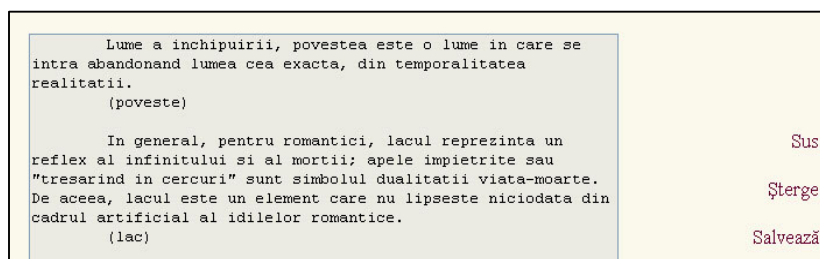 Lume a inchipuirii, povestea este o lume in care se
intra abandonand lumea cea exacta, din temporalitatea
realitatii.
(poveste)
In general, pentru romantici, lacul reprezinta un
reflex al infinitului si al mortii; apele impietrite sau
"tresarind in cercuri" sunt simbolul dualitatii viata-moarte.
De aceea, lacul este un element care nu lipseste niciodata din
cadrul artificial al idilelor romantice.
(lac)
Sus
Şterge
Salvează